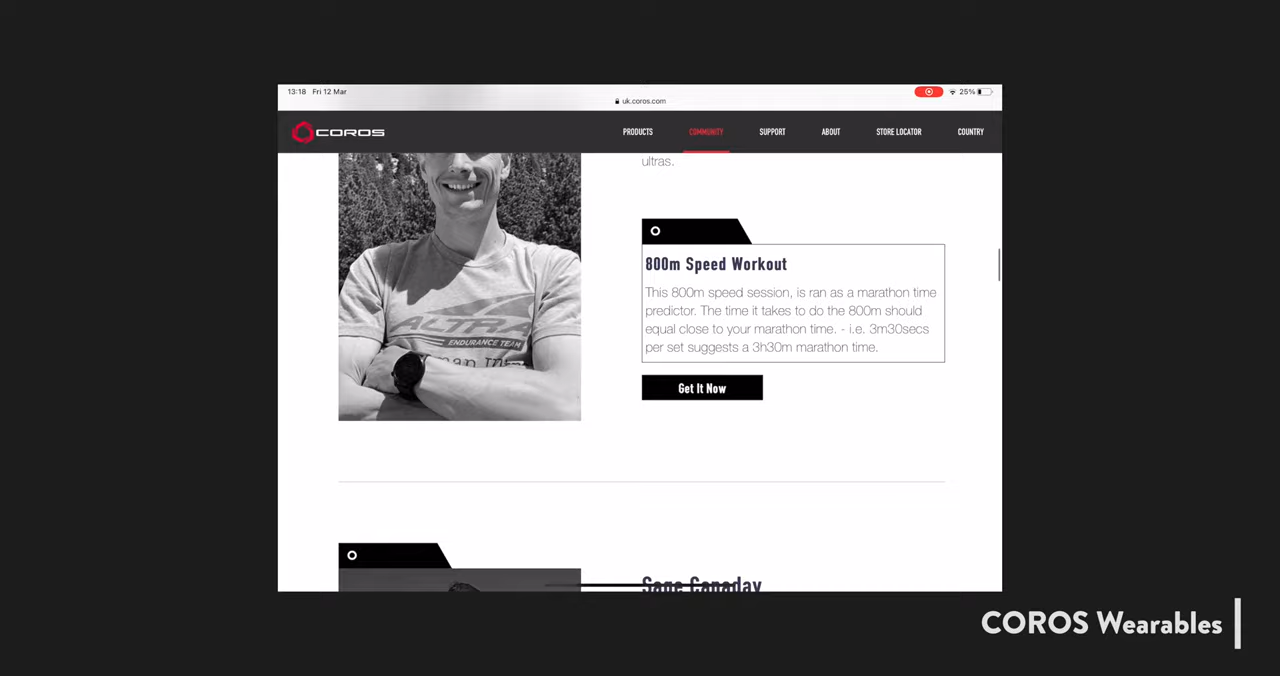 13:18 Fri 12 Mar
uk.coros.com
25%
COROS
PRODUCTS COMMUNITY SUPPORT ABOUT STORE LOCATOR COUNTRY
ultras.
800m Speed Workout
This 800m speed session, is ran as a marathon time
predictor. The time it takes to do the 800m should
equal close to your marathon time. - i.e. 3m30secs
per set suggests a 3h30m marathon time.
ALTRA
ENDURANCE TEAM
Get It Now
Sage Canaday
COROS Wearables